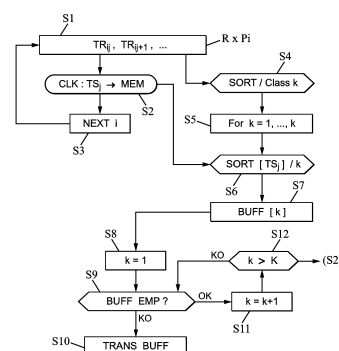 S1
TRij , TRij+1 , ...
R x Pi
S4
CLK : TSj → MEM
SORT / Class k
S2
S5
For k = 1, ..., k
NEXT i
S3
SORT [ TSj ] / k
S6
S7
BUFF [ k ]
S8
S12
k = 1
KO
k > K
(S2
S9
BUFF EMP ?
OK
k = k+1
KO
S11
S10
TRANS BUFF